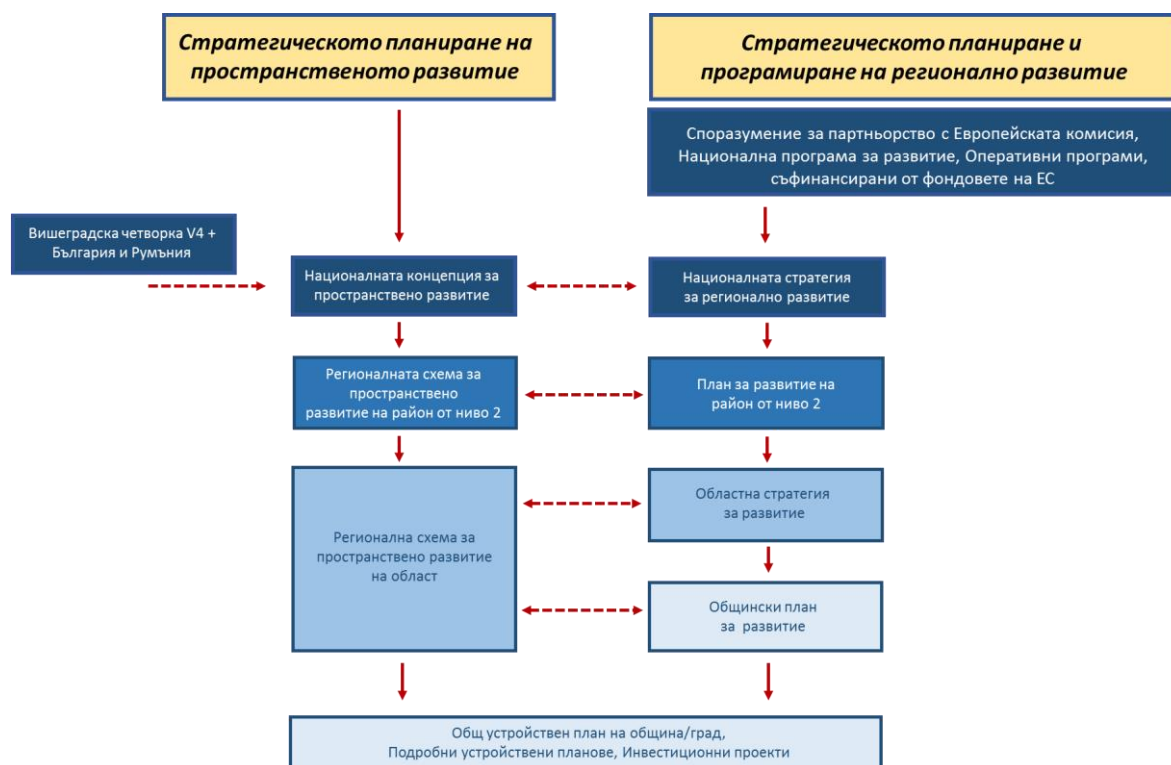 Стратегическото планиране на
пространственото развитие
Стратегическото планиране и
програмиране на регионално развитие
Споразумение за партньорство с Европейската комисия,
Национална програма за развитие, Оперативни програми,
съфинансирани от фондовете на ЕС
Вишеградска четворка V4 +
България и Румъния
Националната концепция за
пространствено развитие
Националната стратегия
за регионално развитие
Регионалната схема за
пространствено
развитие на район от ниво 2
План за развитие на
район от ниво 2
Регионална схема за
пространствено развитие
на област
Областна стратегия
за развитие
Общински план
за развитие
Общ устройствен план на община/град,
Подробни устройствени планове, Инвестиционни проекти